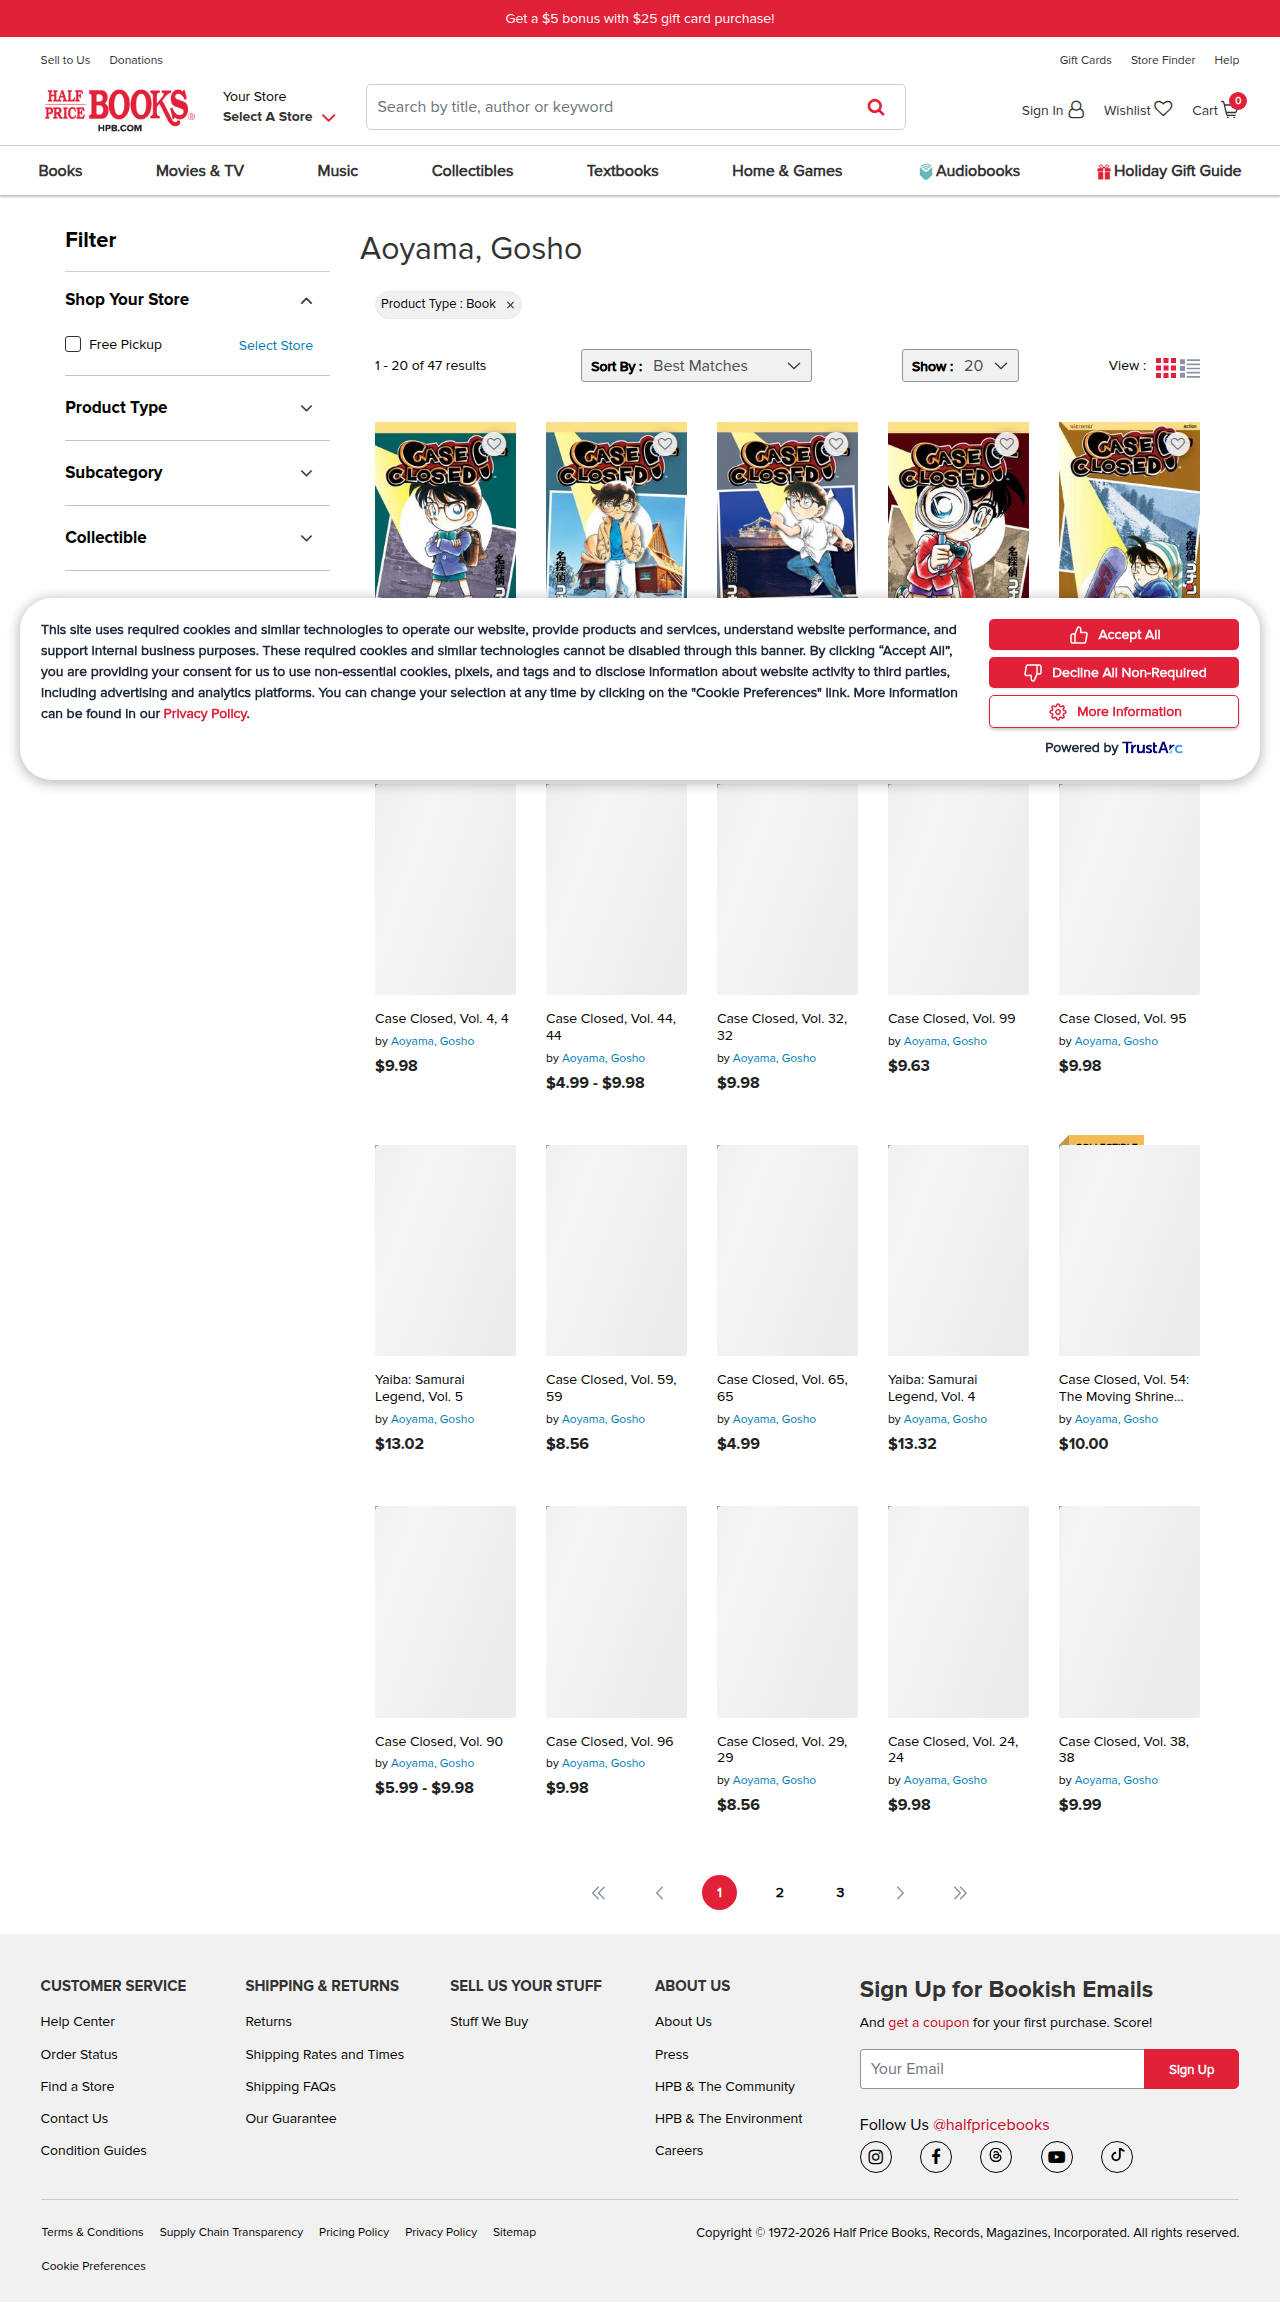 Get a $5 bonus with $25 gift card purchase!
Sell to Us
Donations
Gift Cards
Store Finder
Help
HALF PRICE BOOKS®
HPB.COM
Your Store
Select A Store
Search by title, author or keyword
Sign In
Wishlist
Cart
0
Books
Movies & TV
Music
Collectibles
Textbooks
Home & Games
Audiobooks
Holiday Gift Guide
Filter
Shop Your Store
Free Pickup
Select Store
Product Type
Subcategory
Collectible
Aoyama, Gosho
Product Type : Book ×
1 - 20 of 47 results
Sort By : Best Matches
Show : 20
View :
CASE CLOSED
名探偵
CASE CLOSED
名探偵
CASE CLOSED
名探偵
CASE CLOSED
名探偵
action
CASE CLOSED
名探偵
This site uses required cookies and similar technologies to operate our website, provide products and services, understand website performance, and
support internal business purposes. These required cookies and similar technologies cannot be disabled through this banner. By clicking “Accept All”,
you are providing your consent for us to use non-essential cookies, pixels, and tags and to disclose information about website activity to third parties,
including advertising and analytics platforms. You can change your selection at any time by clicking on the "Cookie Preferences" link. More information
can be found in our Privacy Policy.
Accept All
Decline All Non-Required
More Information
Powered by TrustArc
Case Closed, Vol. 4, 4
by Aoyama, Gosho
$9.98
Case Closed, Vol. 44,
44
by Aoyama, Gosho
$4.99 - $9.98
Case Closed, Vol. 32,
32
by Aoyama, Gosho
$9.98
Case Closed, Vol. 99
by Aoyama, Gosho
$9.63
Case Closed, Vol. 95
by Aoyama, Gosho
$9.98
Yaiba: Samurai
Legend, Vol. 5
by Aoyama, Gosho
$13.02
Case Closed, Vol. 59,
59
by Aoyama, Gosho
$8.56
Case Closed, Vol. 65,
65
by Aoyama, Gosho
$4.99
Yaiba: Samurai
Legend, Vol. 4
by Aoyama, Gosho
$13.32
COLLECTIBLE
Case Closed, Vol. 54:
The Moving Shrine...
by Aoyama, Gosho
$10.00
Case Closed, Vol. 90
by Aoyama, Gosho
$5.99 - $9.98
Case Closed, Vol. 96
by Aoyama, Gosho
$9.98
Case Closed, Vol. 29,
29
by Aoyama, Gosho
$8.56
Case Closed, Vol. 24,
24
by Aoyama, Gosho
$9.98
Case Closed, Vol. 38,
38
by Aoyama, Gosho
$9.99
1
2
3
CUSTOMER SERVICE
Help Center
Order Status
Find a Store
Contact Us
Condition Guides
SHIPPING & RETURNS
Returns
Shipping Rates and Times
Shipping FAQs
Our Guarantee
SELL US YOUR STUFF
Stuff We Buy
ABOUT US
About Us
Press
HPB & The Community
HPB & The Environment
Careers
Sign Up for Bookish Emails
And get a coupon for your first purchase. Score!
Your Email
Sign Up
Follow Us @halfpricebooks
Terms & Conditions
Supply Chain Transparency
Pricing Policy
Privacy Policy
Sitemap
Cookie Preferences
Copyright © 1972-2026 Half Price Books, Records, Magazines, Incorporated. All rights reserved.